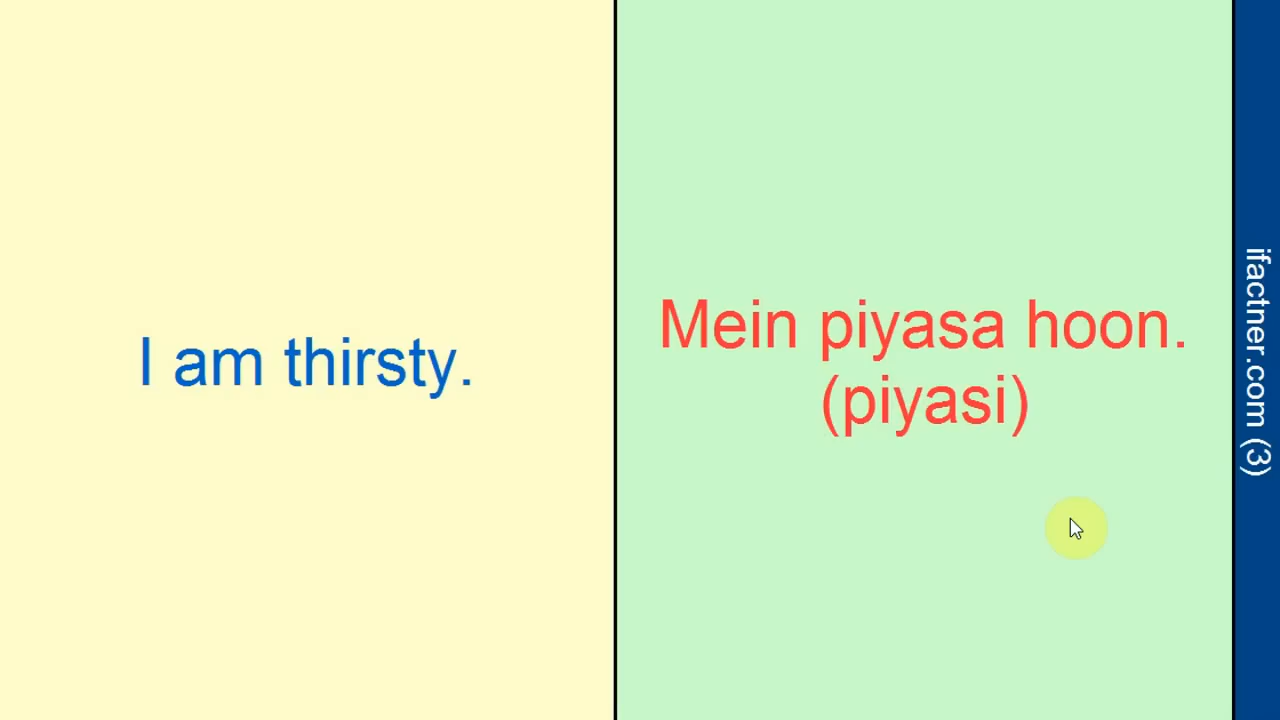 I am thirsty.
Mein piyasa hoon.
(piyasi)
ifactner.com (3)